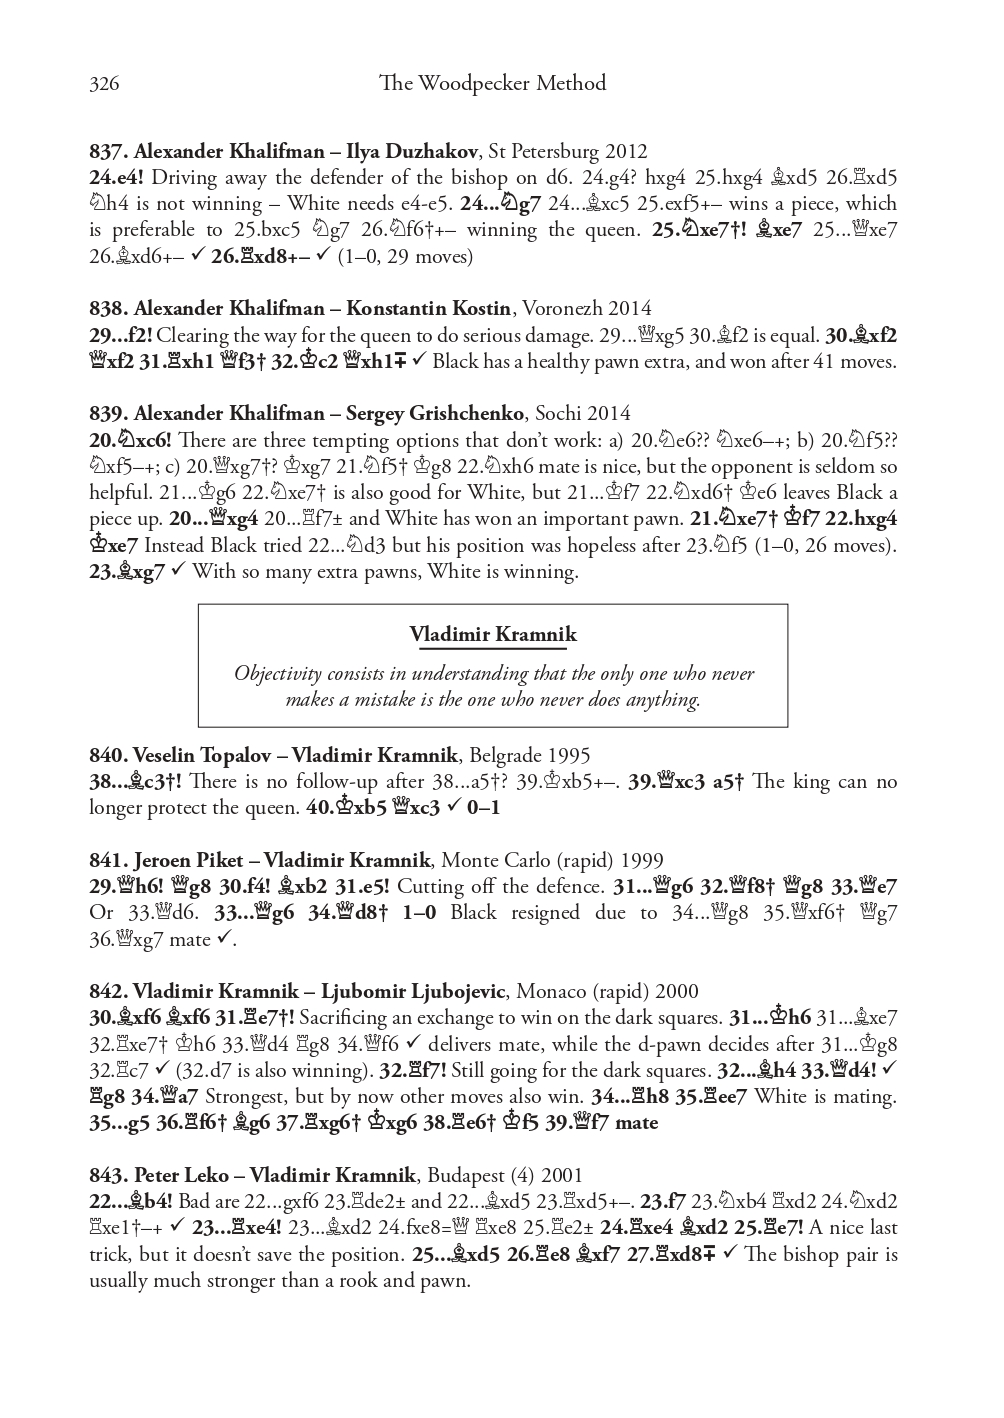 326 The Woodpecker Method
837. Alexander Khalifman – Ilya Duzhakov, St Petersburg 2012
24.e4! Driving away the defender of the bishop on d6. 24.g4? hxg4 25.hxg4 ♗xd5 26.♖xd5
♘h4 is not winning – White needs e4-e5. 24...♘g7 24...♗xc5 25.exf5+– wins a piece, which
is preferable to 25.bxc5 ♘g7 26.♘f6†+– winning the queen. 25.♘xe7†! ♗xe7 25...♕xe7
26.♗xd6+– ✓ 26.♖xd8+– ✓ (1–0, 29 moves)
838. Alexander Khalifman – Konstantin Kostin, Voronezh 2014
29...f2! Clearing the way for the queen to do serious damage. 29...♕xg5 30.♗f2 is equal. 30.♗xf2
♕xf2 31.♖xh1 ♕f3† 32.♔c2 ♕xh1∓ ✓ Black has a healthy pawn extra, and won after 41 moves.
839. Alexander Khalifman – Sergey Grishchenko, Sochi 2014
20.♘xc6! There are three tempting options that don’t work: a) 20.♘e6?? ♘xe6–+; b) 20.♘f5??
♘xf5–+; c) 20.♕xg7†? ♔xg7 21.♘f5† ♔g8 22.♘xh6 mate is nice, but the opponent is seldom so
helpful. 21...♔g6 22.♘xe7† is also good for White, but 21...♔f7 22.♘xd6† ♔e6 leaves Black a
piece up. 20...♕xg4 20...♖f7± and White has won an important pawn. 21.♘xe7† ♔f7 22.hxg4
♔xe7 Instead Black tried 22...♘d3 but his position was hopeless after 23.♘f5 (1–0, 26 moves).
23.♗xg7 ✓ With so many extra pawns, White is winning.
Vladimir Kramnik
Objectivity consists in understanding that the only one who never
makes a mistake is the one who never does anything.
840. Veselin Topalov – Vladimir Kramnik, Belgrade 1995
38...♗c3†! There is no follow-up after 38...a5†? 39.♔xb5+–. 39.♕xc3 a5† The king can no
longer protect the queen. 40.♔xb5 ♕xc3 ✓ 0–1
841. Jeroen Piket – Vladimir Kramnik, Monte Carlo (rapid) 1999
29.♕h6! ♕g8 30.f4! ♗xb2 31.e5! Cutting off the defence. 31...♕g6 32.♕f8† ♕g8 33.♕e7
Or 33.♕d6. 33...♕g6 34.♕d8† 1–0 Black resigned due to 34...♕g8 35.♕xf6† ♕g7
36.♕xg7 mate ✓.
842. Vladimir Kramnik – Ljubomir Ljubojevic, Monaco (rapid) 2000
30.♗xf6 ♗xf6 31.♖e7†! Sacrificing an exchange to win on the dark squares. 31...♔h6 31...♗xe7
32.♖xe7† ♔h6 33.♕d4 ♖g8 34.♕f6 ✓ delivers mate, while the d-pawn decides after 31...♔g8
32.♖c7 ✓ (32.d7 is also winning). 32.♖f7! Still going for the dark squares. 32...♗h4 33.♕d4! ✓
♖g8 34.♕a7 Strongest, but by now other moves also win. 34...♖h8 35.♖ee7 White is mating.
35...g5 36.♖f6† ♗g6 37.♖xg6† ♔xg6 38.♖e6† ♔f5 39.♕f7 mate
843. Peter Leko – Vladimir Kramnik, Budapest (4) 2001
22...♗b4! Bad are 22...gxf6 23.♖de2± and 22...♗xd5 23.♖xd5+–. 23.f7 23.♘xb4 ♖xd2 24.♘xd2
♖xe1†–+ ✓ 23...♖xe4! 23...♗xd2 24.fxe8=♕ ♖xe8 25.♖e2± 24.♖xe4 ♗xd2 25.♖e7! A nice last
trick, but it doesn’t save the position. 25...♗xd5 26.♖e8 ♗xf7 27.♖xd8∓ ✓ The bishop pair is
usually much stronger than a rook and pawn.